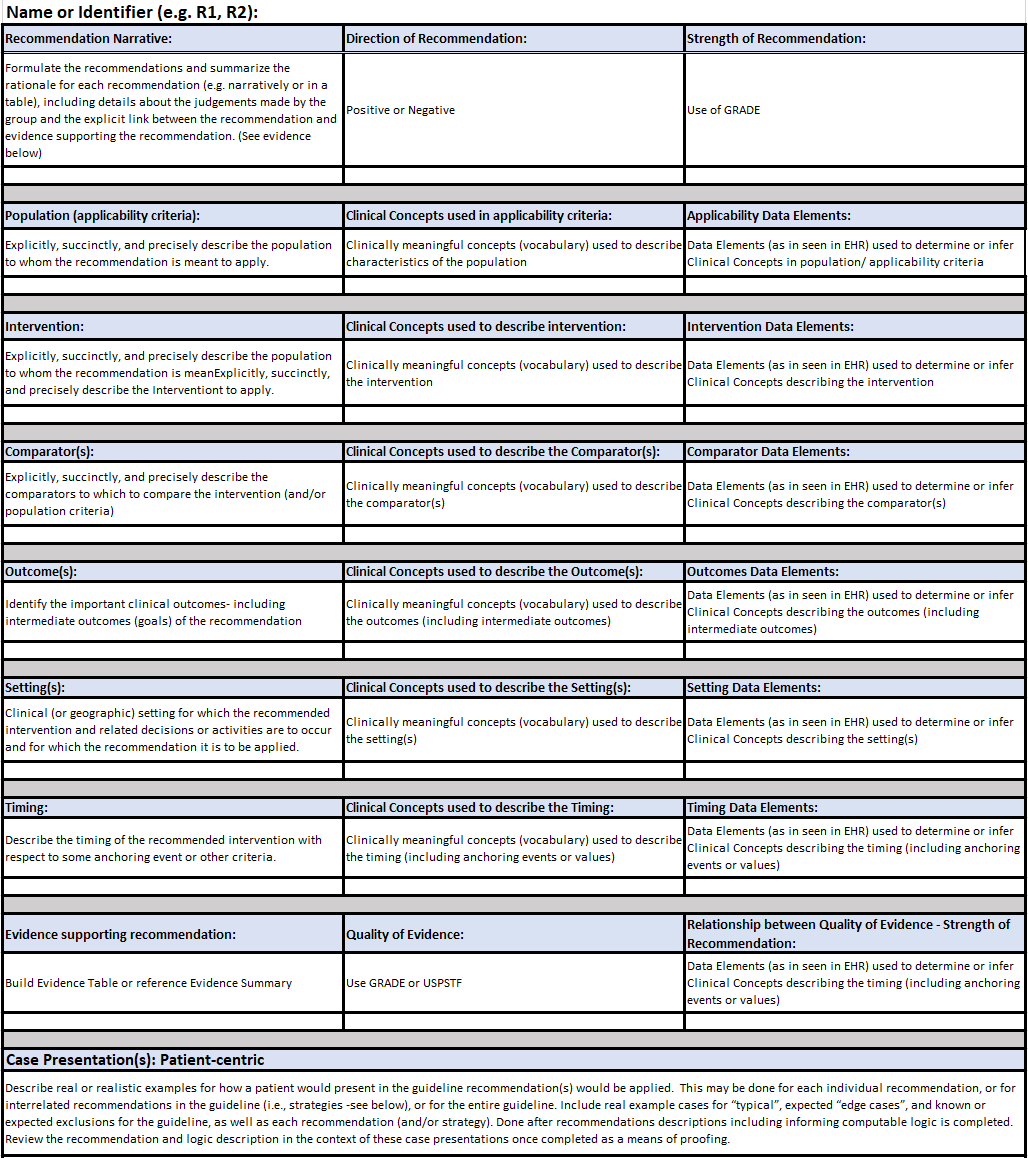 Name or Identifier (e.g. R1, R2):
Recommendation Narrative:
Direction of Recommendation:
Strength of Recommendation:
Formulate the recommendations and summarize the
rationale for each recommendation (e.g. narratively or in a
table), including details about the judgements made by the
group and the explicit link between the recommendation and
evidence supporting the recommendation. (See evidence
below)
Positive or Negative
Use of GRADE
Population (applicability criteria):
Clinical Concepts used in applicability criteria:
Applicability Data Elements:
Explicitly, succinctly, and precisely describe the population
to whom the recommendation is meant to apply.
Clinically meaningful concepts (vocabulary) used to describe
characteristics of the population
Data Elements (as in seen in EHR) used to determine or infer
Clinical Concepts in population/ applicability criteria
Intervention:
Clinical Concepts used to describe intervention:
Intervention Data Elements:
Explicitly, succinctly, and precisely describe the population
to whom the recommendation is meanExplicitly, succinctly,
and precisely describe the Interventiont to apply.
Clinically meaningful concepts (vocabulary) used to describe
the intervention
Data Elements (as in seen in EHR) used to determine or infer
Clinical Concepts describing the intervention
Comparator(s):
Clinical Concepts used to describe the Comparator(s):
Comparator Data Elements:
Explicitly, succinctly, and precisely describe the
comparators to which to compare the intervention (and/or
population criteria)
Clinically meaningful concepts (vocabulary) used to describe
the comparator(s)
Data Elements (as in seen in EHR) used to determine or infer
Clinical Concepts describing the comparator(s)
Outcome(s):
Clinical Concepts used to describe the Outcome(s):
Outcomes Data Elements:
Identify the important clinical outcomes- including
intermediate outcomes (goals) of the recommendation
Clinically meaningful concepts (vocabulary) used to describe
the outcomes (including intermediate outcomes)
Data Elements (as in seen in EHR) used to determine or infer
Clinical Concepts describing the outcomes (including
intermediate outcomes)
Setting(s):
Clinical Concepts used to describe the Setting(s):
Setting Data Elements:
Clinical (or geographic) setting for which the recommended
intervention and related decisions or activities are to occur
and for which the recommendation it is to be applied.
Clinically meaningful concepts (vocabulary) used to describe
the setting(s)
Data Elements (as in seen in EHR) used to determine or infer
Clinical Concepts describing the setting(s)
Timing:
Clinical Concepts used to describe the Timing:
Timing Data Elements:
Describe the timing of the recommended intervention with
respect to some anchoring event or other criteria.
Clinically meaningful concepts (vocabulary) used to describe
the timing (including anchoring events or values)
Data Elements (as in seen in EHR) used to determine or infer
Clinical Concepts describing the timing (including anchoring
events or values)
Evidence supporting recommendation:
Quality of Evidence:
Relationship between Quality of Evidence - Strength of
Recommendation:
Build Evidence Table or reference Evidence Summary
Use GRADE or USPSTF
Data Elements (as in seen in EHR) used to determine or infer
Clinical Concepts describing the timing (including anchoring
events or values)
Case Presentation(s): Patient-centric
Describe real or realistic examples for how a patient would present in the guideline recommendation(s) would be applied. This may be done for each individual recommendation, or for
interrelated recommendations in the guideline (i.e., strategies -see below), or for the entire guideline. Include real example cases for “typical”, expected “edge cases”, and known or
expected exclusions for the guideline, as well as each recommendation (and/or strategy). Done after recommendations descriptions including informing computable logic is completed.
Review the recommendation and logic description in the context of these case presentations once completed as a means of proofing.